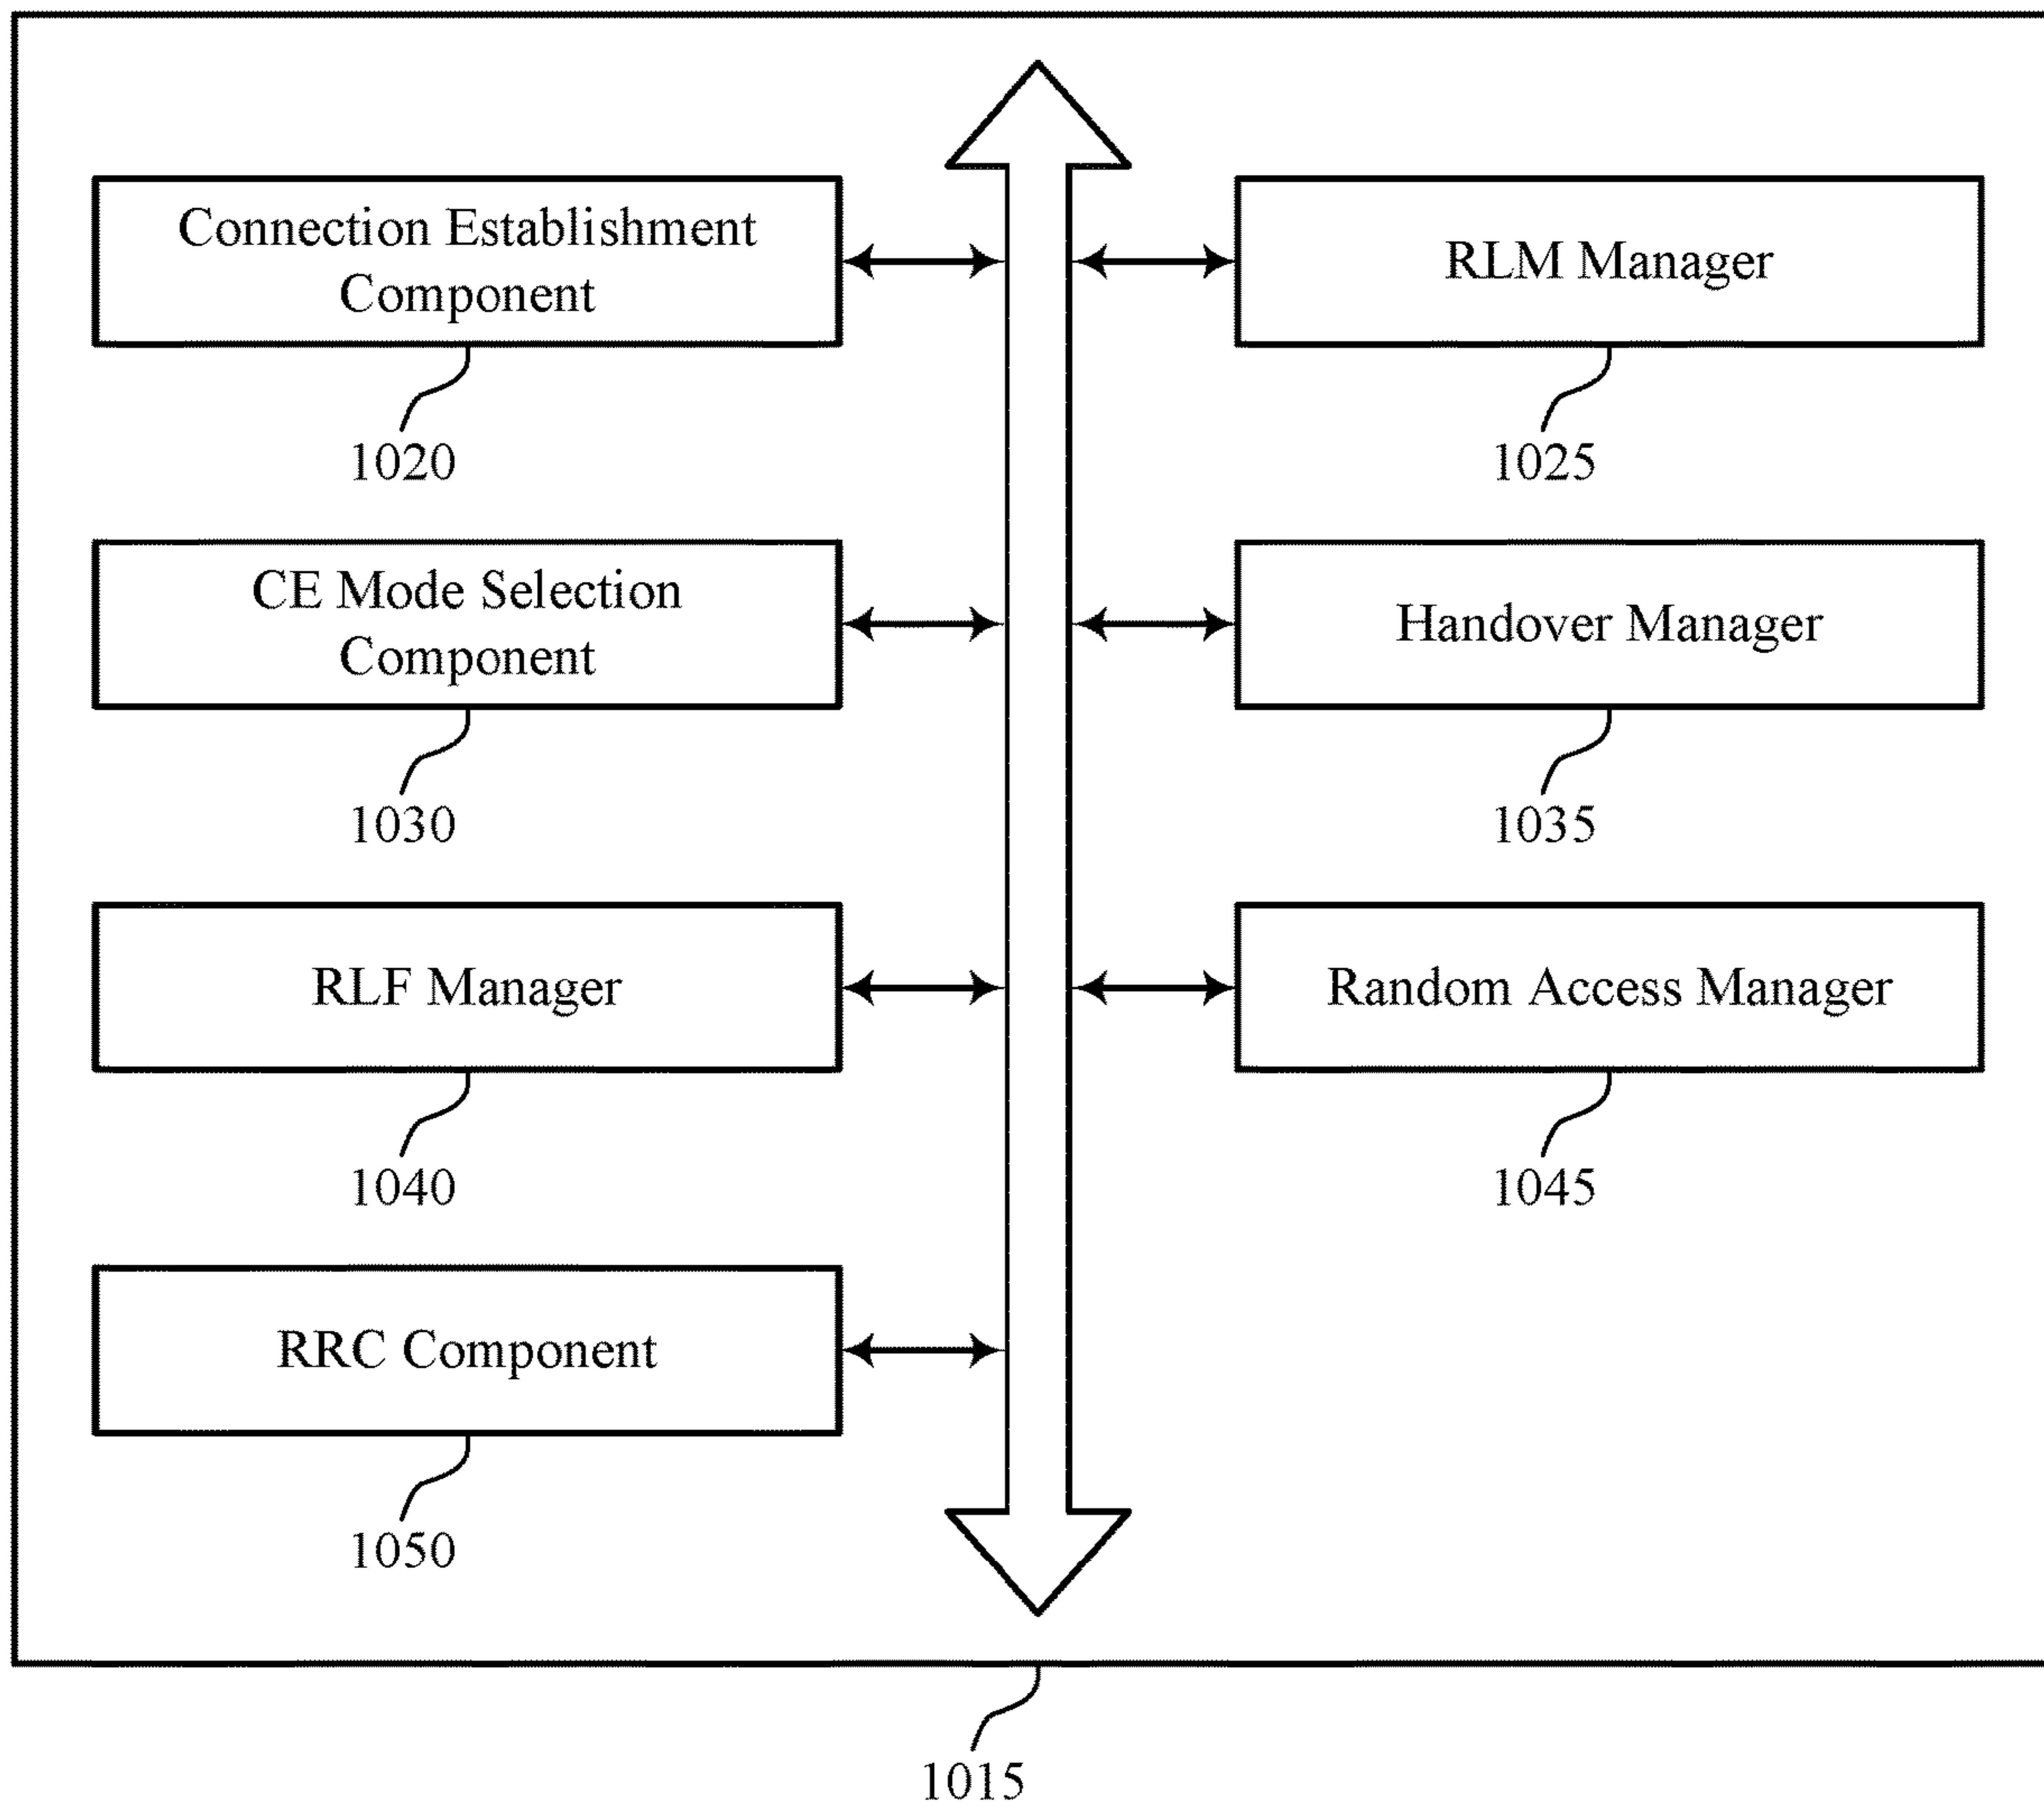 Connection Establishment
Component
1020
RLM Manager
1025
CE Mode Selection
Component
1030
Handover Manager
1035
RLF Manager
1040
Random Access Manager
1045
RRC Component
1050
1015